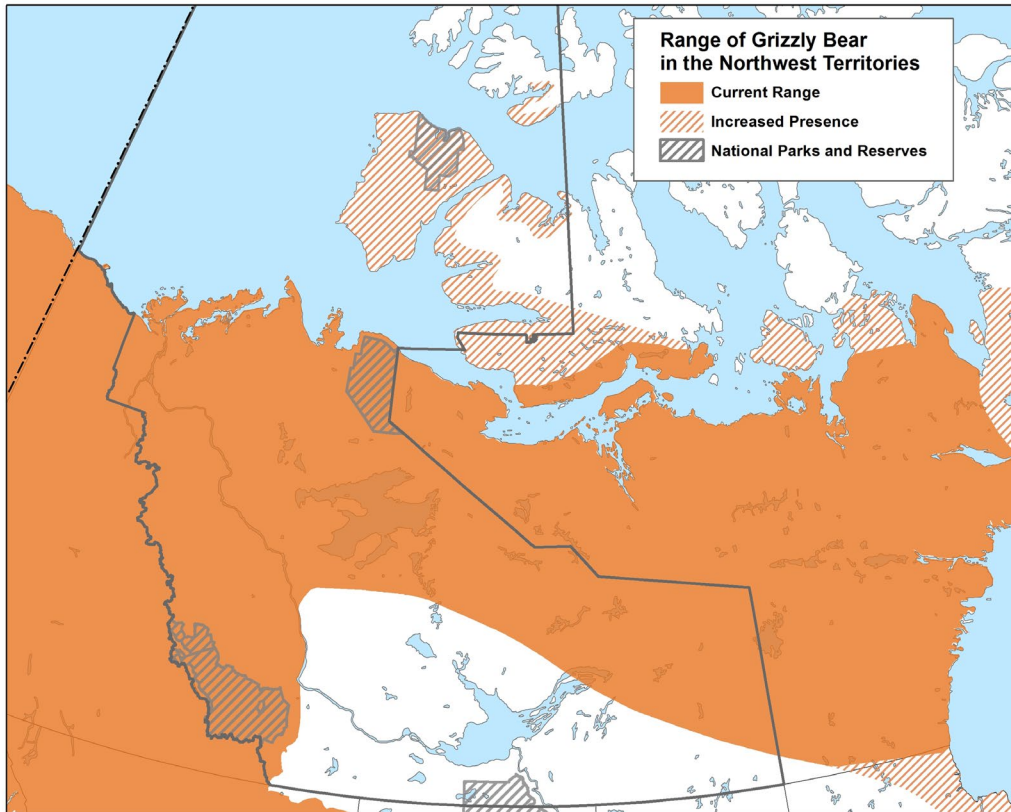 Range of Grizzly Bear
in the Northwest Territories
Current Range
Increased Presence
National Parks and Reserves